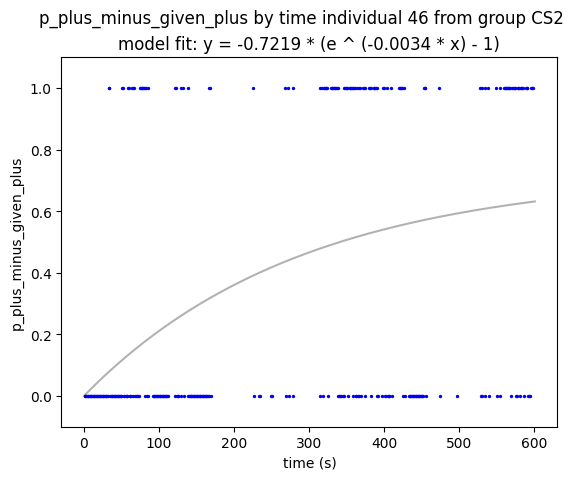 p_plus_minus_given_plus by time individual 46 from group CS2
model fit: y = -0.7219 * (e ^ (-0.0034 * x) - 1)
1.0
0.8
0.6
0.4
0.2
0.0
p_plus_minus_given_plus
0 100 200 300 400 500 600
time (s)